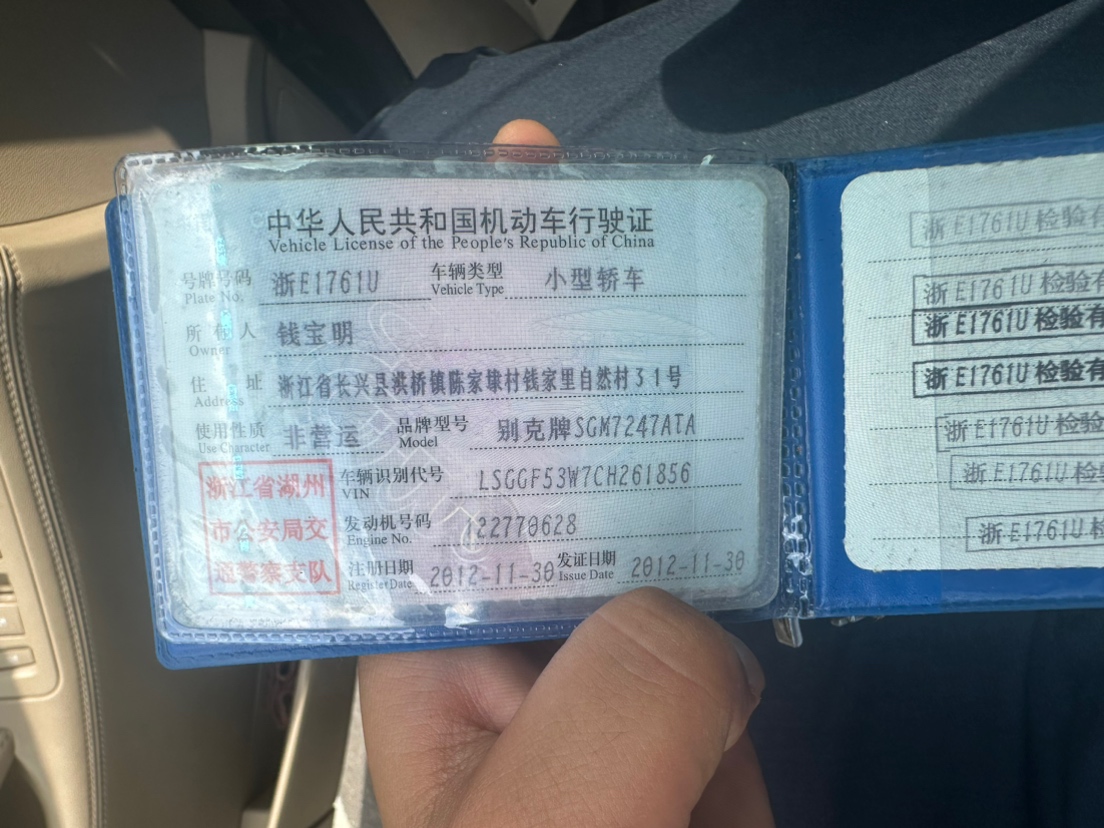 中华人民共和国机动车行驶证
Vehicle License of the People's Republic of China
号牌号码 浙E1761U 车辆类型 小型轿车
Plate No. Vehicle Type
所有人 钱宝明
Owner
住址 浙江省长兴县洪桥镇陈家埭村钱家里自然村31号
Address
使用性质 非营运 品牌型号 别克牌SGM7247ATA
Use Character Model
车辆识别代号 LSGGF53W7CH261856
VIN
发动机号码 122770628
Engine No.
注册日期 2012-11-30 发证日期 2012-11-30
Register Date Issue Date
浙江省湖州
市公安局交
通警察支队
浙E1761U检验有
浙E1761U检验有
浙E1761U检验有
浙E1761U检验有
浙E1761U检验
浙E1761U检验
浙E1761U检